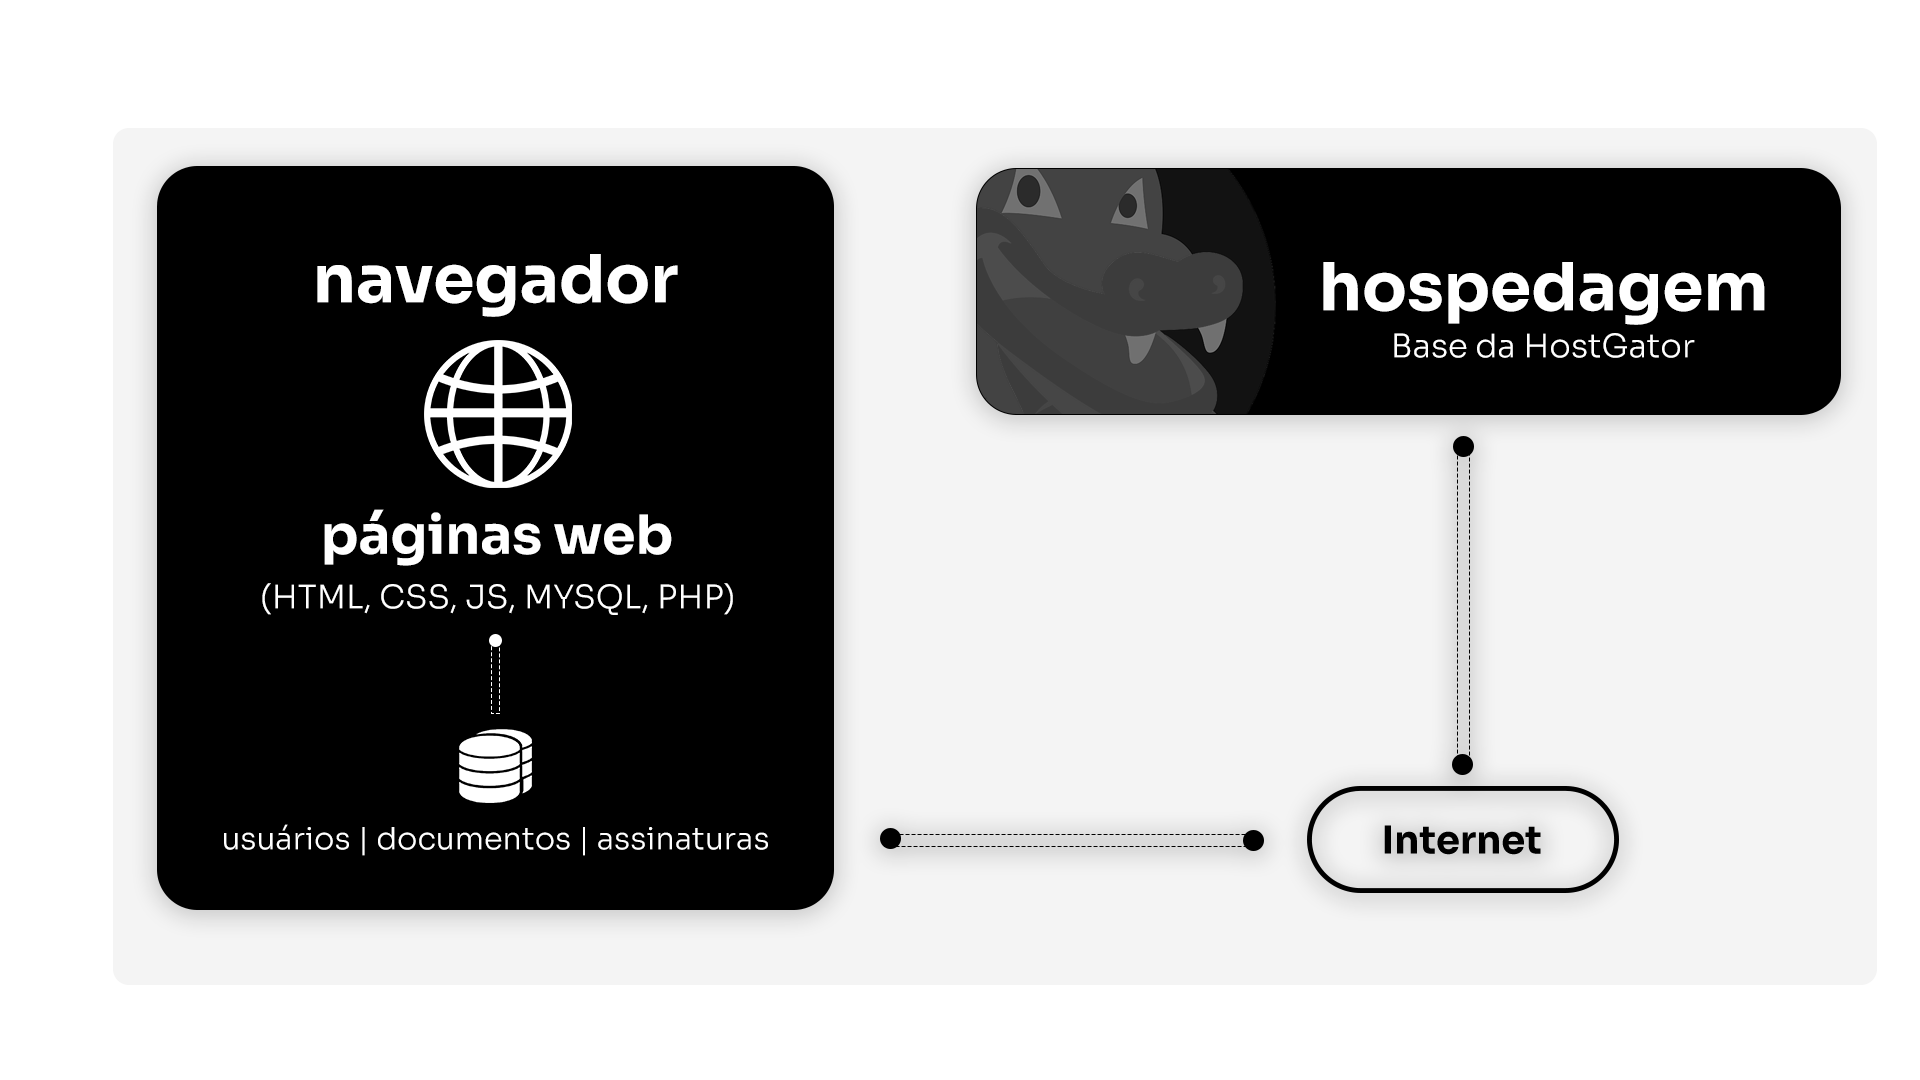 navegador
páginas web
(HTML, CSS, JS, MYSQL, PHP)
usuários | documentos | assinaturas
hospedagem
Base da HostGator
Internet